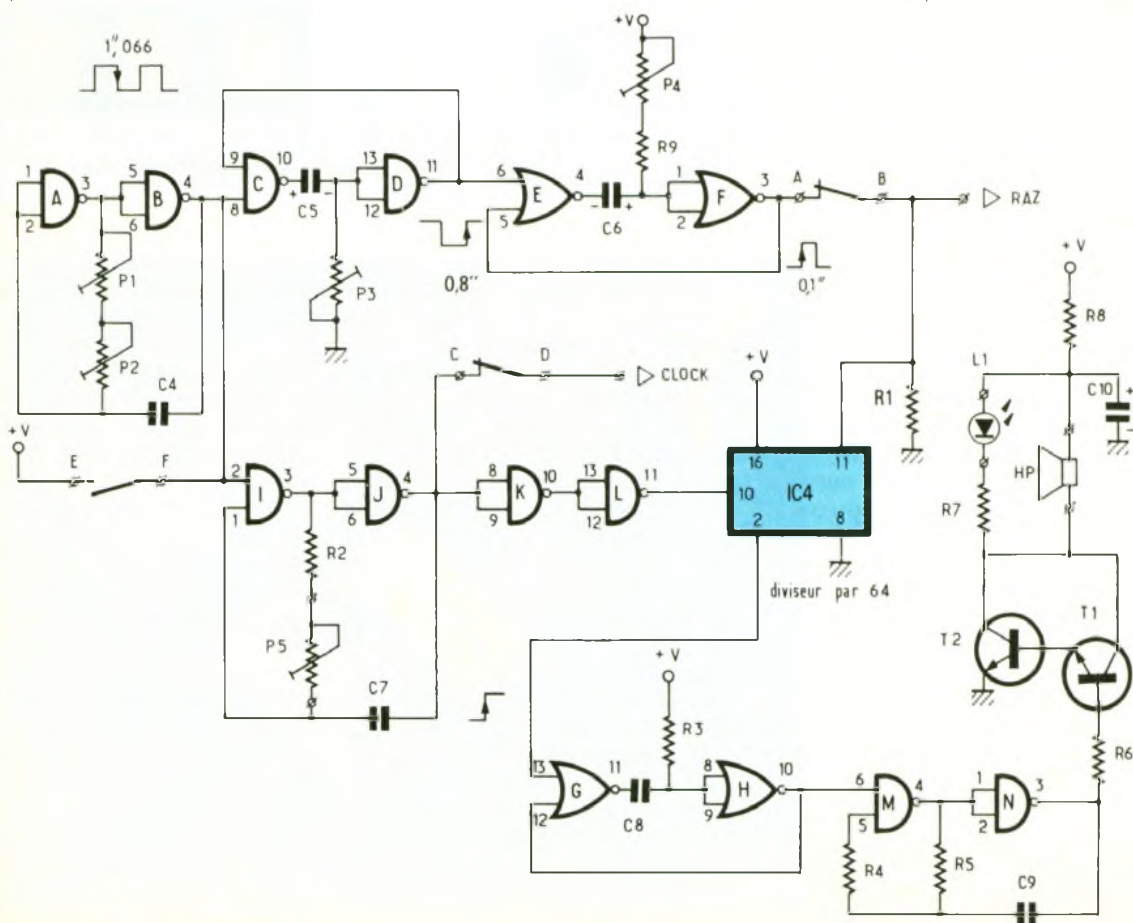 1", 066
+V
P4
R9
1
2
A
3
5
6
B
4
9
8
C
10
+
C5
-
13
12
D
11
6
5
E
4
-
C6
+
1
2
F
3
A
B
RAZ
P1
P2
C4
P3
0,8"
0,1"
+V
R8
L1
C10
+
-
HP
R7
R1
+V
E
F
C
D
CLOCK
+V
2
1
I
3
5
6
J
4
8
9
K
10
13
12
L
11
16
11
10
IC4
2
8
diviseur par 64
R2
P5
C7
T2
T1
+V
R3
13
12
G
11
C8
8
9
H
10
6
5
M
4
1
2
N
3
R6
R4
R5
C9